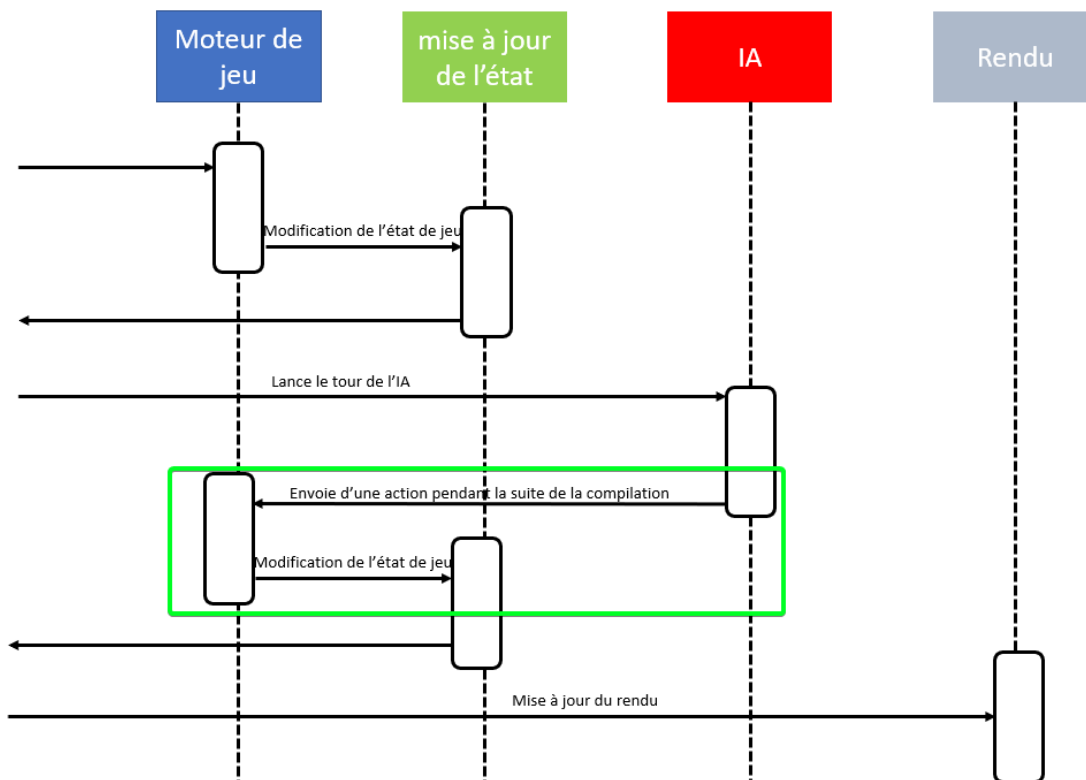 Moteur de
jeu
mise à jour
de l'état
IA
Rendu
Modification de l'état de jeu
Lance le tour de l'IA
Envoie d'une action pendant la suite de la compilation
Modification de l'état de jeu
Mise à jour du rendu